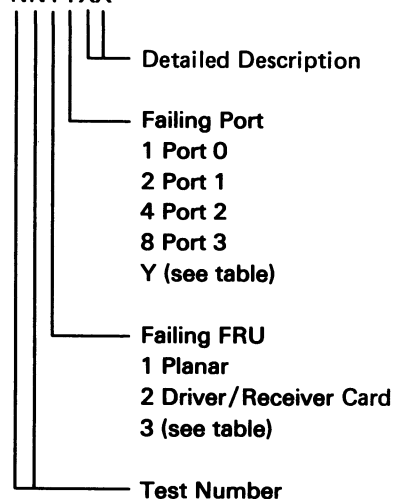 Detailed Description
Failing Port
1 Port 0
2 Port 1
4 Port 2
8 Port 3
Y (see table)
Failing FRU
1 Planar
2 Driver/Receiver Card
3 (see table)
Test Number